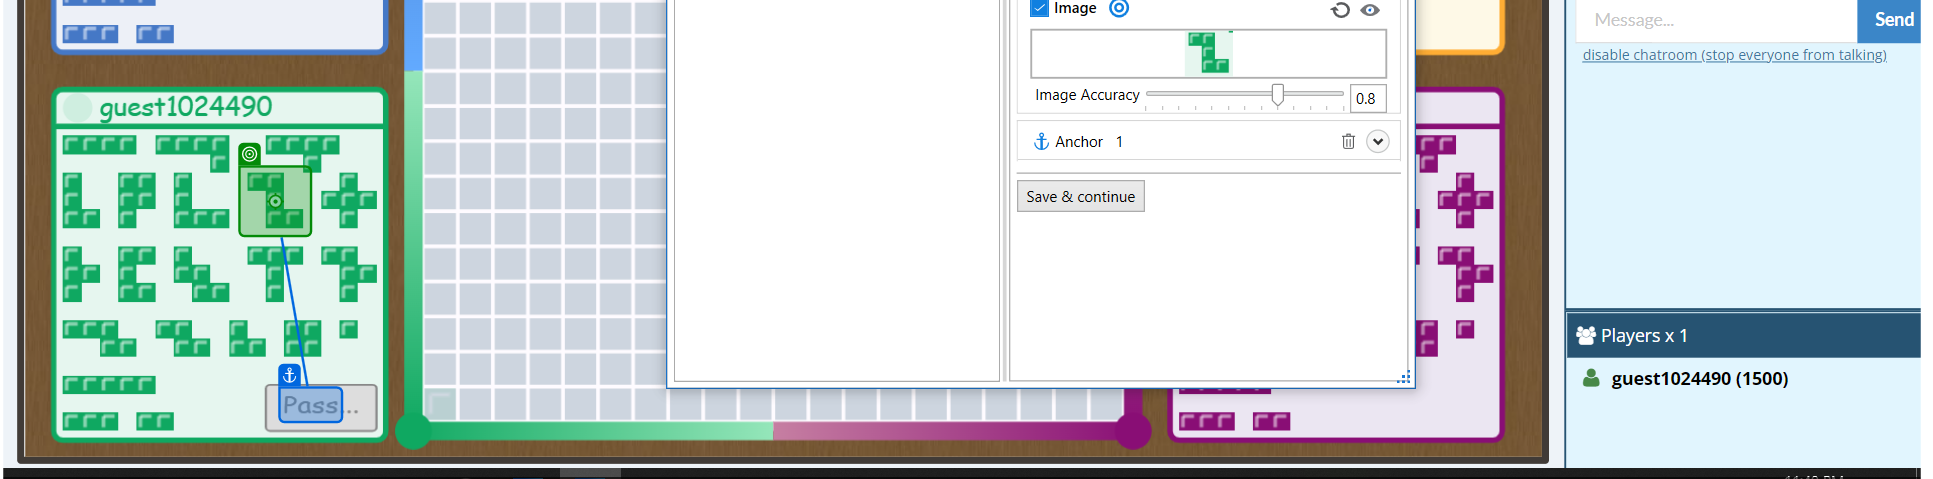 Image
Message...
Send
disable chatroom (stop everyone from talking)
guest1024490
Image Accuracy
0.8
Anchor 1
Save & continue
Players x 1
guest1024490 (1500)
Pass...